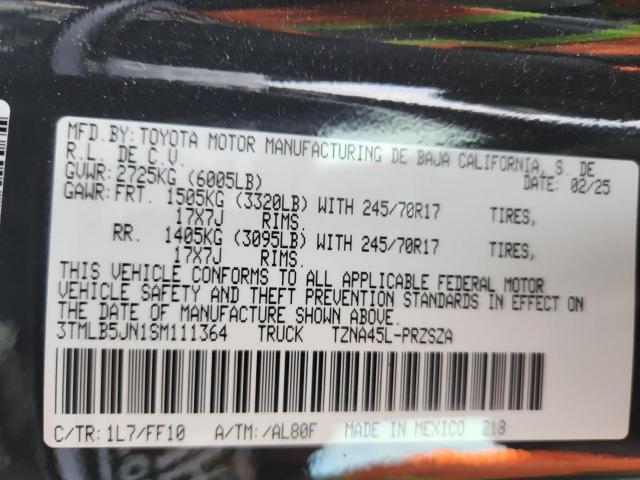 MFD.BY:TOYOTA MOTOR MANUFACTURING DE BAJA CALIFORNIA, S. DE
R.L. DE C.V. DATE: 02/25
GVWR: 2725KG (6005LB)
GAWR:FRT. 1505KG (3320LB) WITH 245/70R17 TIRES,
17X7J RIMS.
RR. 1405KG (3095LB) WITH 245/70R17 TIRES,
17X7J RIMS.
THIS VEHICLE CONFORMS TO ALL APPLICABLE FEDERAL MOTOR
VEHICLE SAFETY AND THEFT PREVENTION STANDARDS IN EFFECT ON
THE DATE OF MANUFACTURE SHOWN ABOVE.
3TMLB5JN1SM111364 TRUCK TZNA45L-PRZSZA
C/TR: 1L7/FF10 A/TM: /AL80F MADE IN MEXICO 218